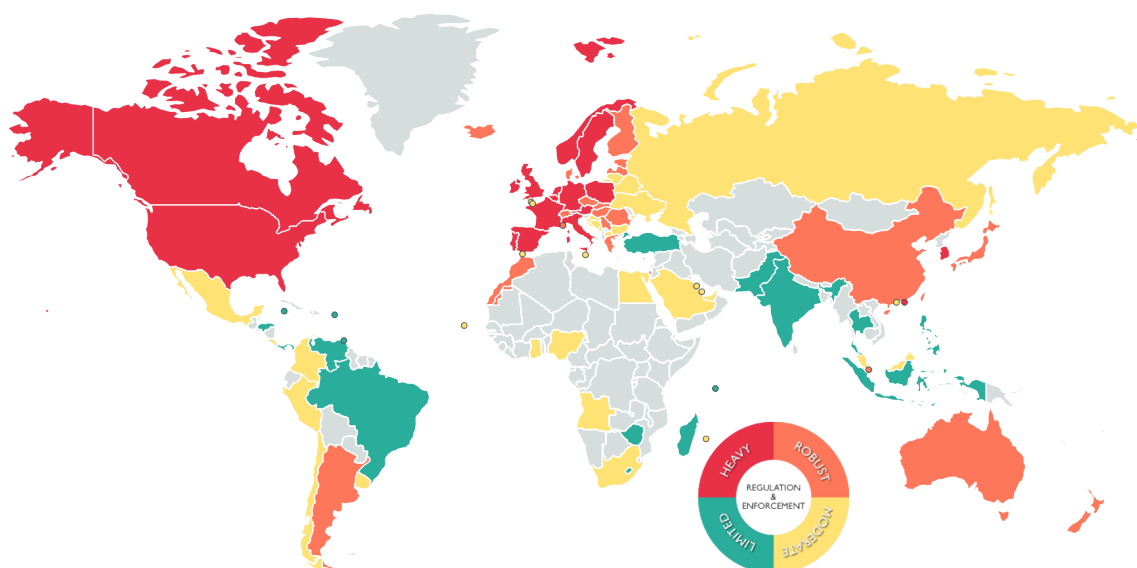 HEAVY
ROBUST
REGULATION
&
ENFORCEMENT
LIMITED
MODERATE